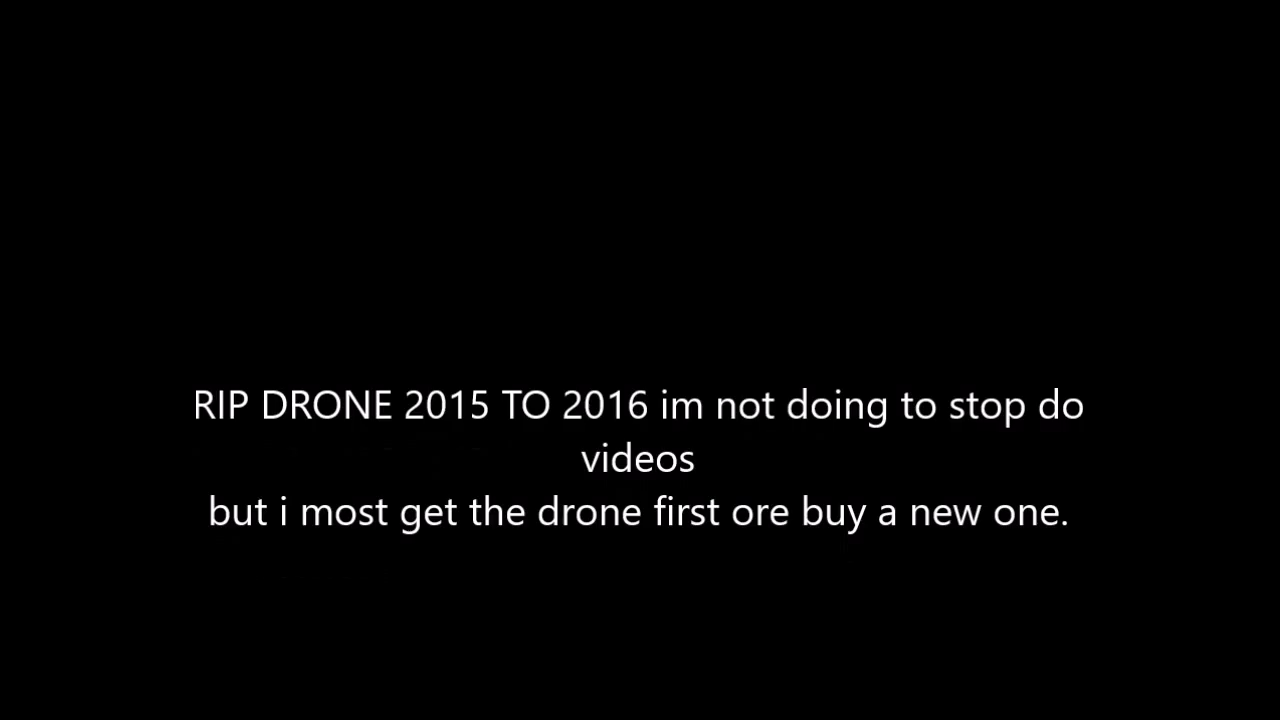 RIP DRONE 2015 TO 2016 im not doing to stop do
videos
but i most get the drone first ore buy a new one.